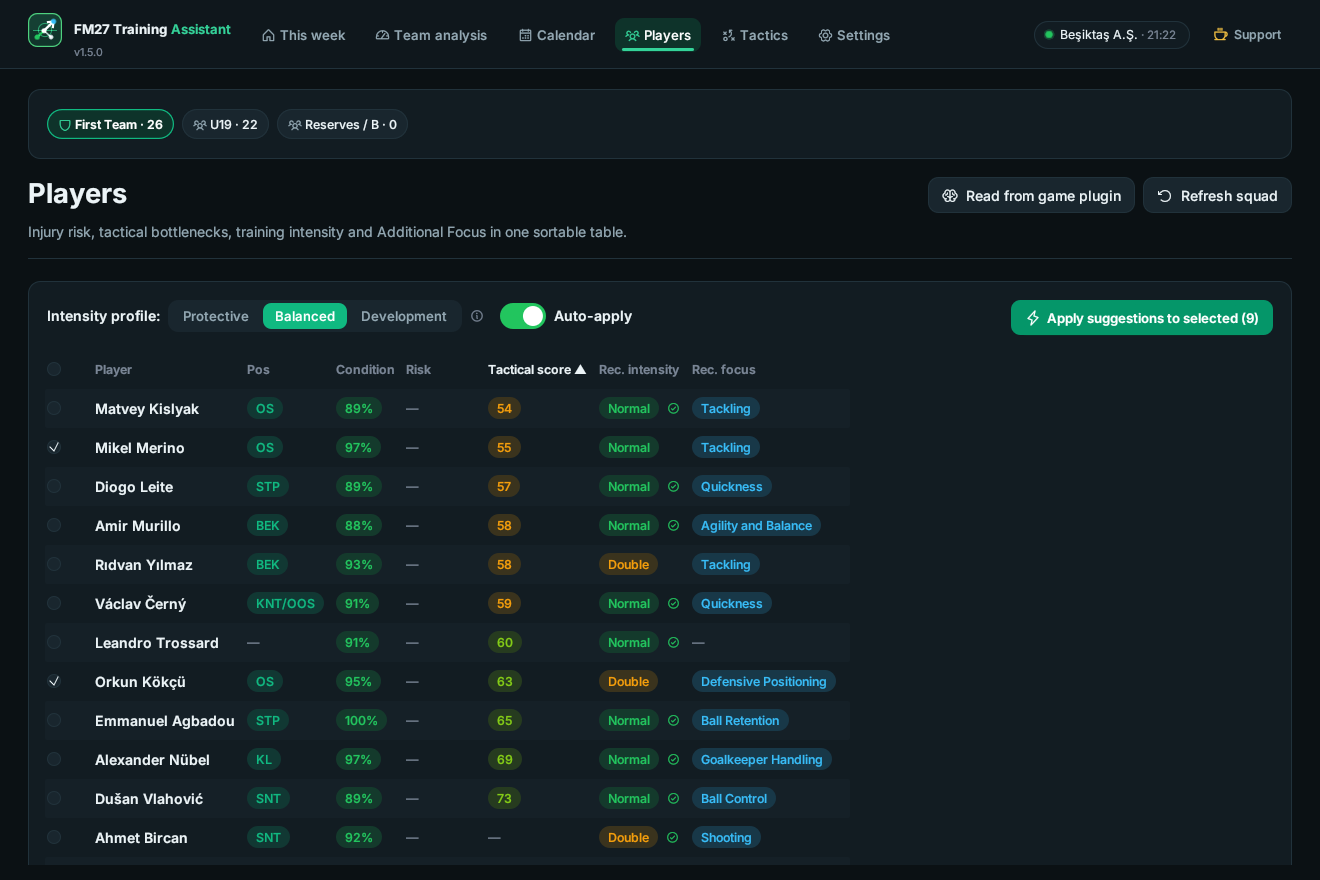 FM27 Training Assistant
v1.5.0
This week
Team analysis
Calendar
Players
Tactics
Settings
Beşiktaş A.Ş. · 21:22
Support
First Team · 26
U19 · 22
Reserves / B · 0
Players
Read from game plugin
Refresh squad
Injury risk, tactical bottlenecks, training intensity and Additional Focus in one sortable table.
Intensity profile: Protective Balanced Development
Auto-apply
Apply suggestions to selected (9)
Player Pos Condition Risk Tactical score ▲ Rec. intensity Rec. focus
Matvey Kislyak OS 89% — 54 Normal Tackling
Mikel Merino OS 97% — 55 Normal Tackling
Diogo Leite STP 89% — 57 Normal Quickness
Amir Murillo BEK 88% — 58 Normal Agility and Balance
Rıdvan Yılmaz BEK 93% — 58 Double Tackling
Václav Černý KNT/OOS 91% — 59 Normal Quickness
Leandro Trossard — 91% — 60 Normal —
Orkun Kökçü OS 95% — 63 Double Defensive Positioning
Emmanuel Agbadou STP 100% — 65 Normal Ball Retention
Alexander Nübel KL 97% — 69 Normal Goalkeeper Handling
Dušan Vlahović SNT 89% — 73 Normal Ball Control
Ahmet Bircan SNT 92% — — Double Shooting